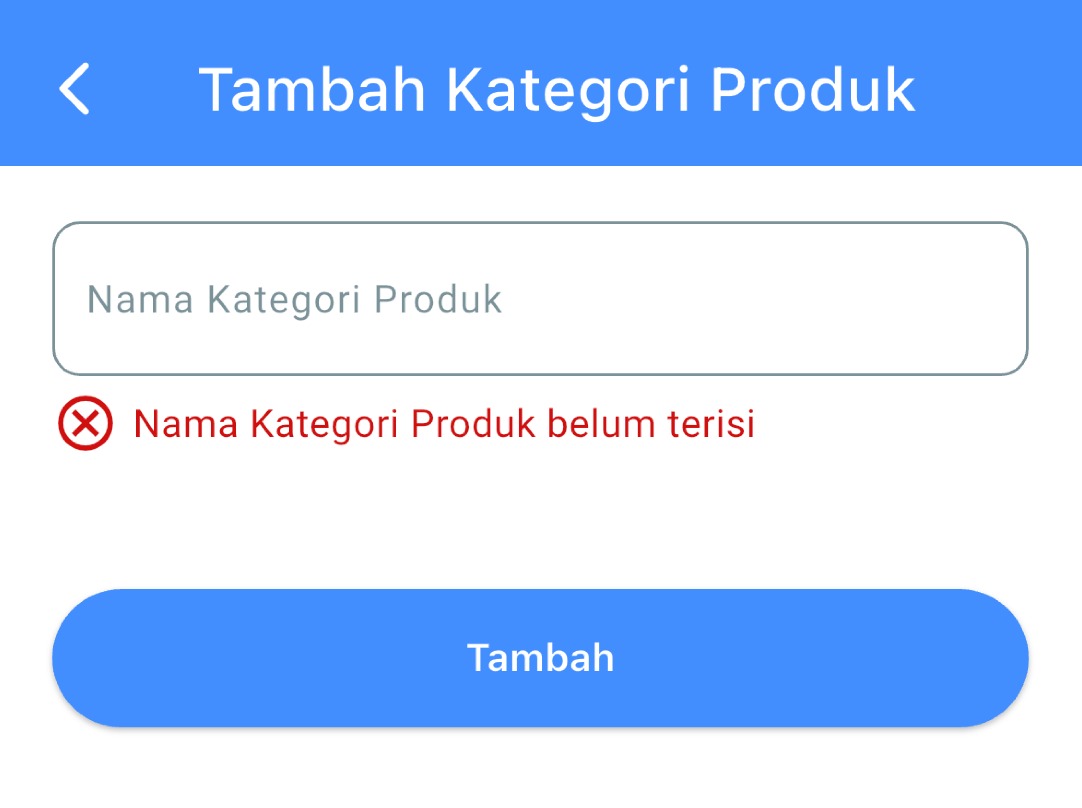 Tambah Kategori Produk
Nama Kategori Produk
Nama Kategori Produk belum terisi
Tambah